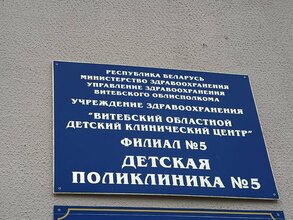 РЕСПУБЛИКА БЕЛАРУСЬ
МИНИСТЕРСТВО ЗДРАВООХРАНЕНИЯ
УПРАВЛЕНИЕ ЗДРАВООХРАНЕНИЯ
ВИТЕБСКОГО ОБЛИСПОЛКОМА
УЧРЕЖДЕНИЕ ЗДРАВООХРАНЕНИЯ
"ВИТЕБСКИЙ ОБЛАСТНОЙ
ДЕТСКИЙ КЛИНИЧЕСКИЙ ЦЕНТР"
ФИЛИАЛ №5
ДЕТСКАЯ
ПОЛИКЛИНИКА №5